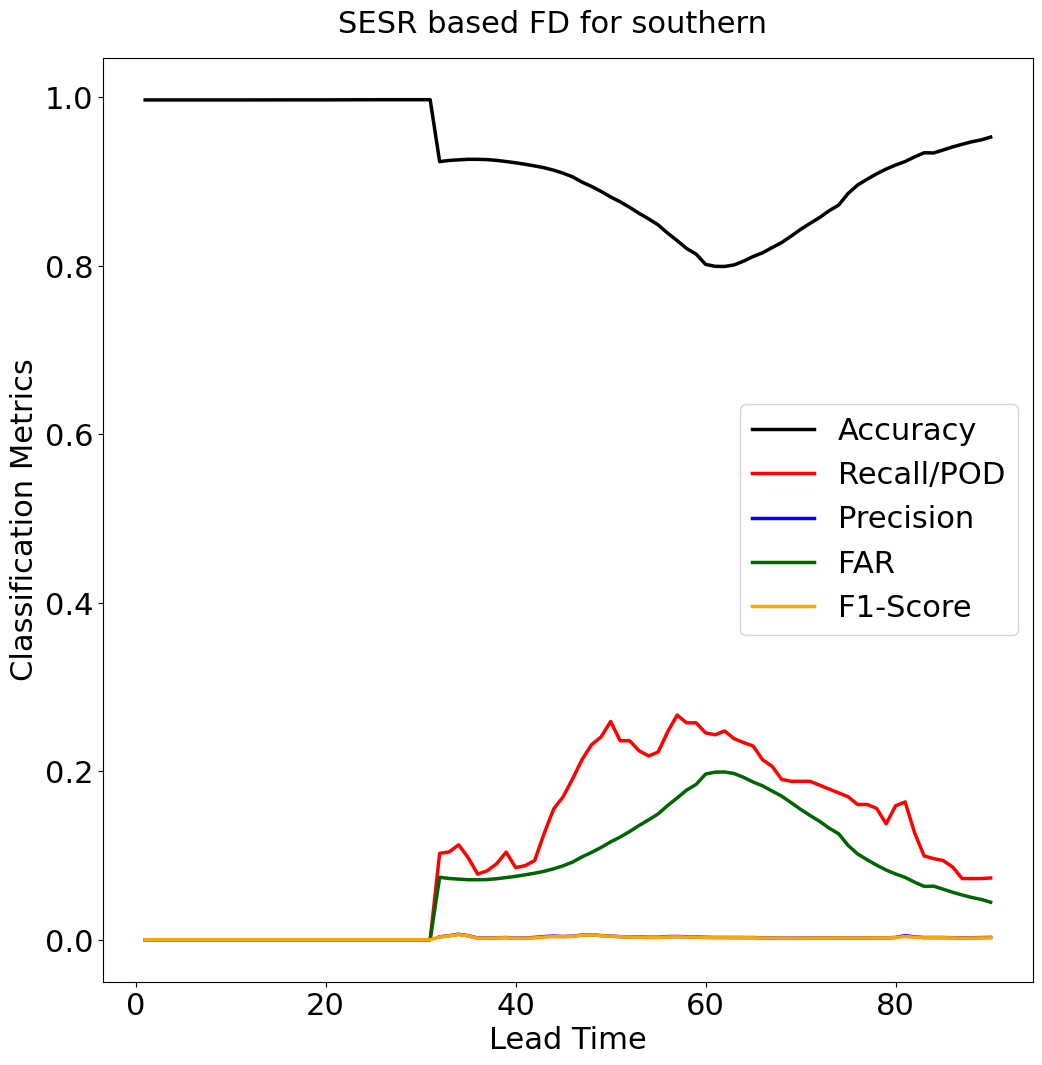 SESR based FD for southern
1.0
0.8
0.6
0.4
0.2
0.0
Classification Metrics
Accuracy
Recall/POD
Precision
FAR
F1-Score
0 20 40 60 80
Lead Time